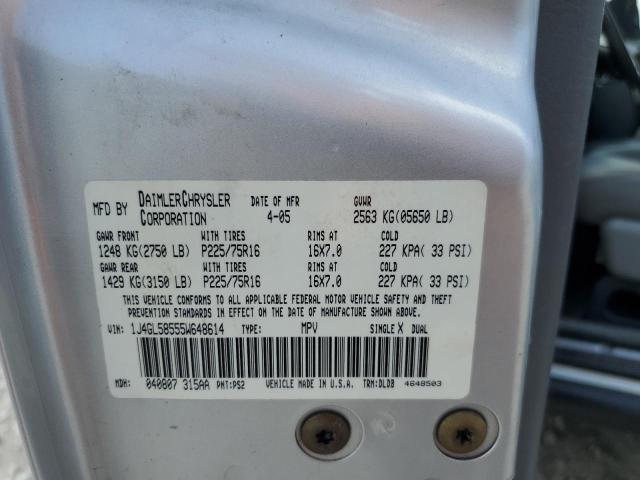 MFD BY DAIMLERCHRYSLER CORPORATION DATE OF MFR 4-05 GVWR 2563 KG(05650 LB)
GAWR FRONT WITH TIRES RIMS AT COLD
1248 KG(2750 LB) P225/75R16 16X7.0 227 KPA( 33 PSI)
GAWR REAR WITH TIRES RIMS AT COLD
1429 KG(3150 LB) P225/75R16 16X7.0 227 KPA( 33 PSI)
THIS VEHICLE CONFORMS TO ALL APPLICABLE FEDERAL MOTOR VEHICLE SAFETY AND THEFT
PREVENTION STANDARDS IN EFFECT ON THE DATE OF MANUFACTURE SHOWN ABOVE.
VIN: 1J4GL58555W648614 TYPE: MPV SINGLE X DUAL
MDH: 040807 315AA PNT:PS2 VEHICLE MADE IN U.S.A. TRM:DLDB 4648503